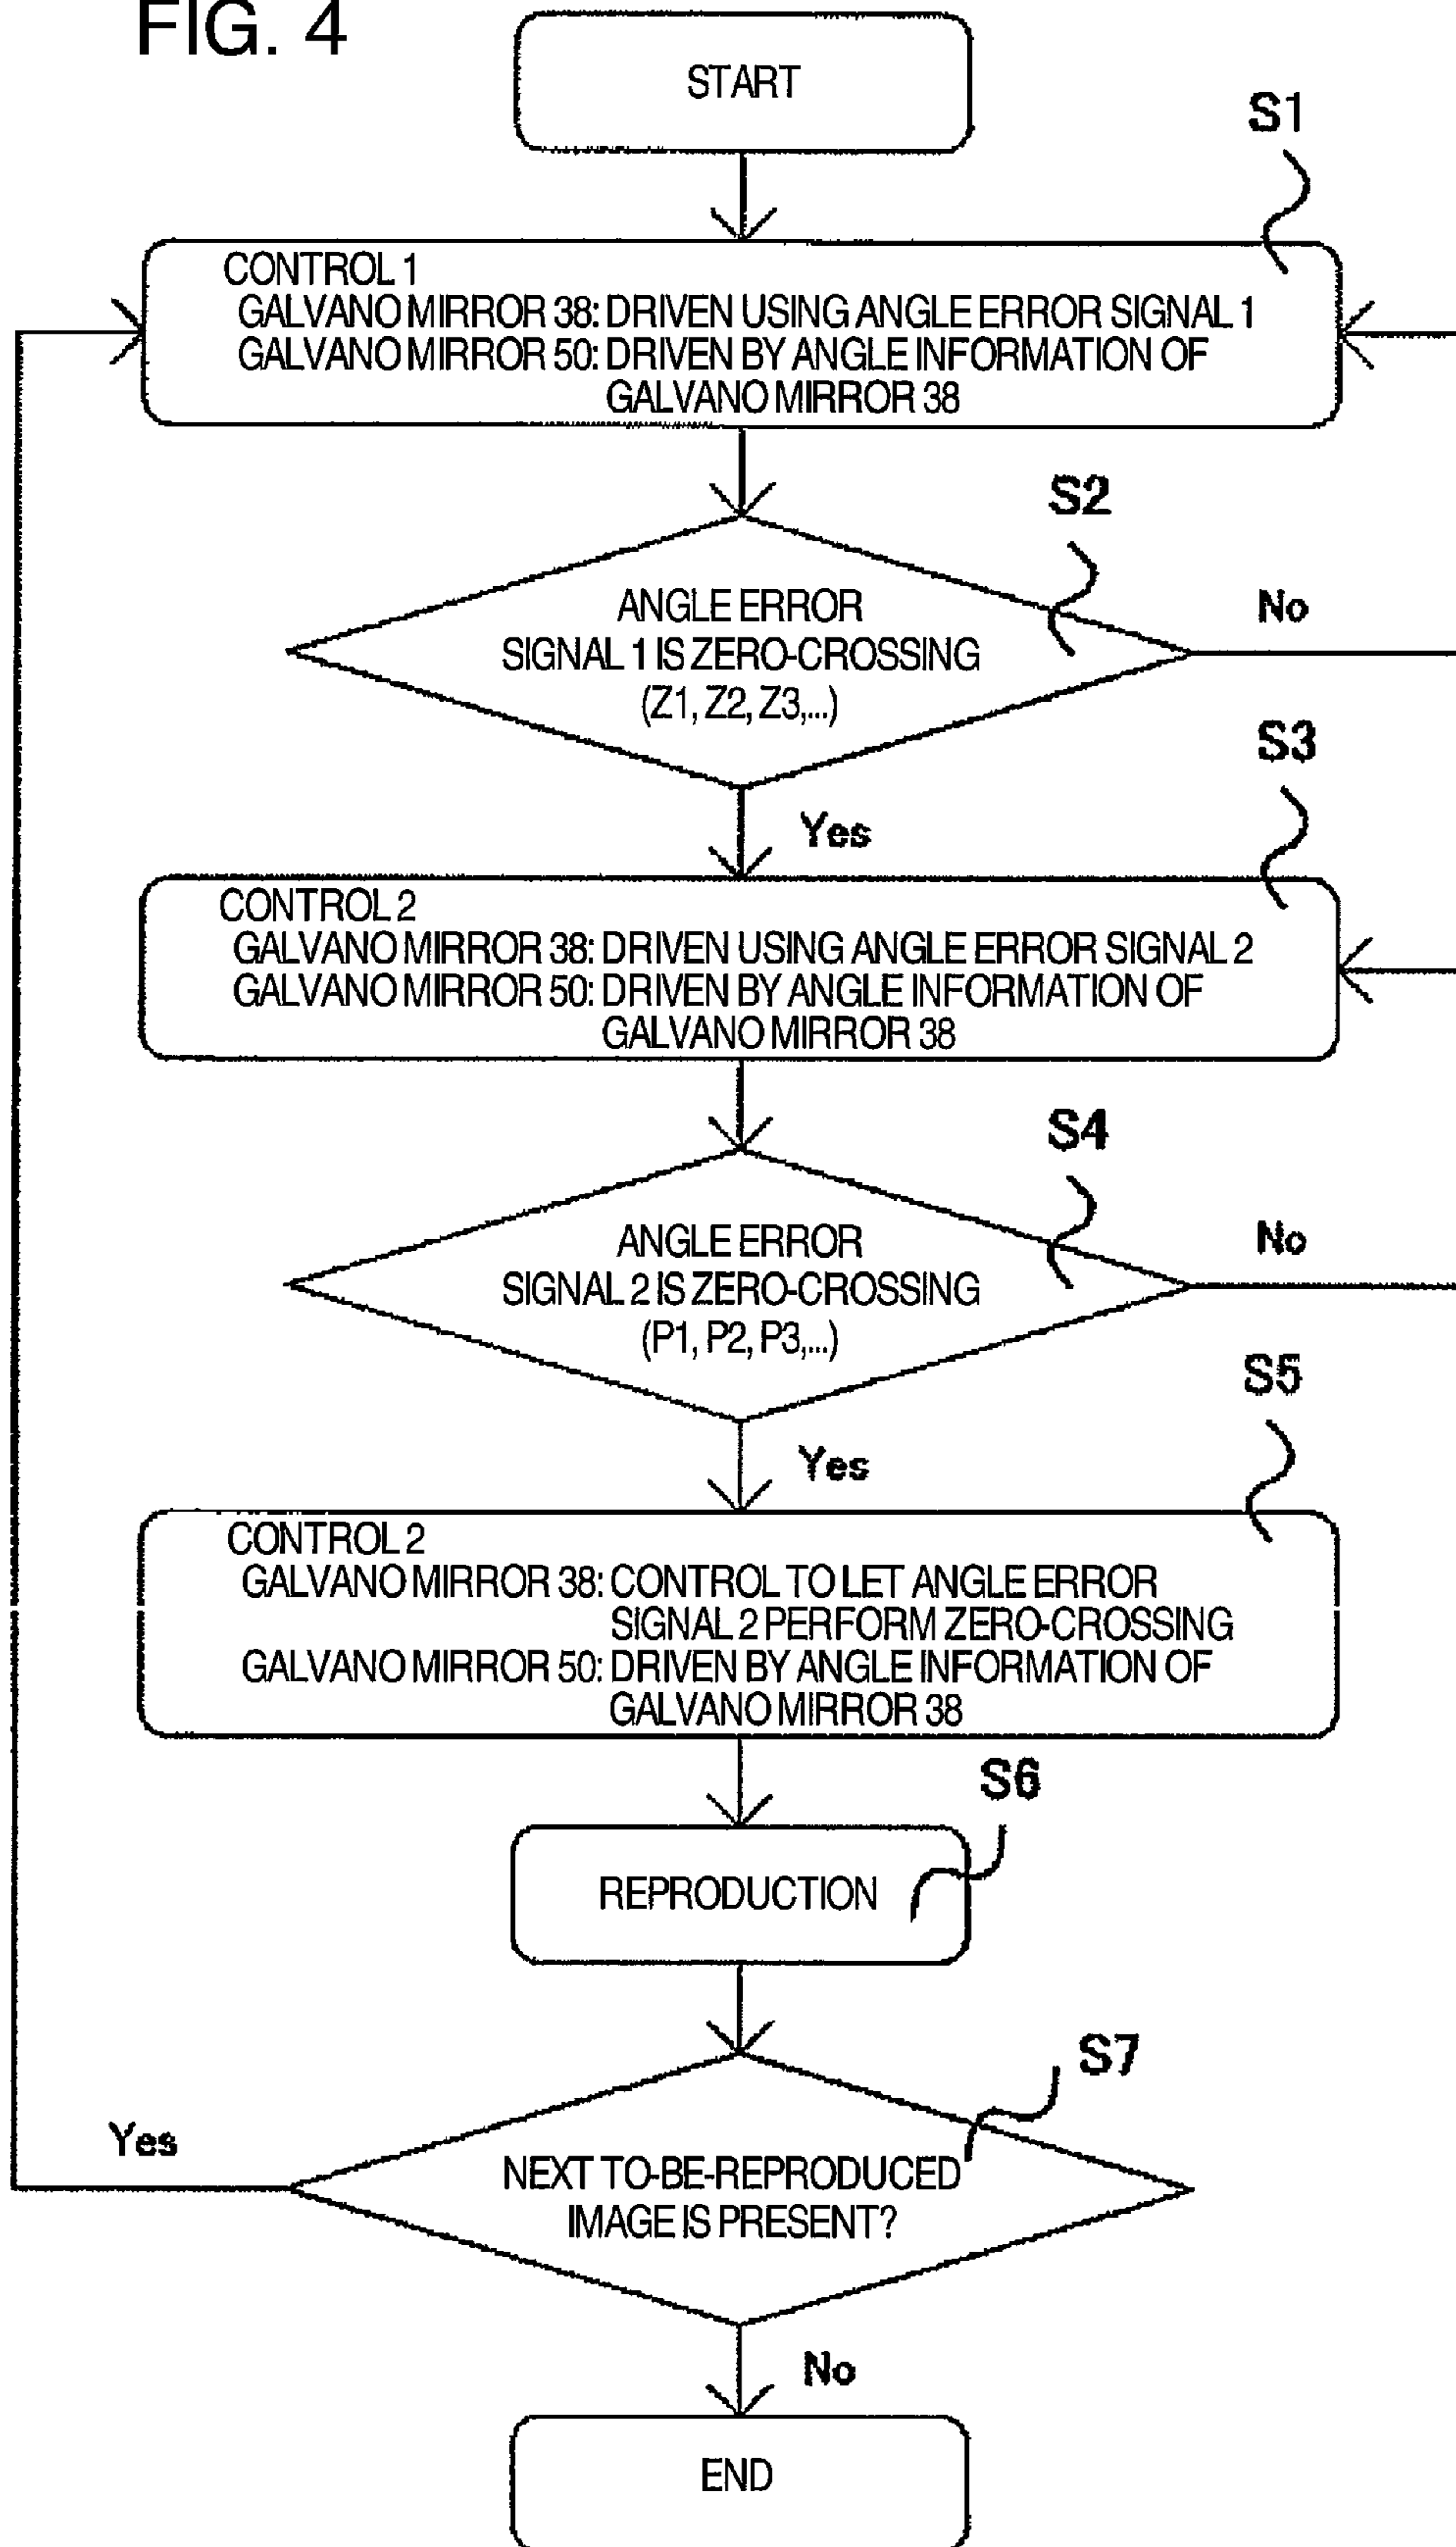 FIG. 4
START
S1
CONTROL 1
GALVANO MIRROR 38: DRIVEN USING ANGLE ERROR SIGNAL 1
GALVANO MIRROR 50: DRIVEN BY ANGLE INFORMATION OF
GALVANO MIRROR 38
S2
ANGLE ERROR
SIGNAL 1 IS ZERO-CROSSING
(Z1, Z2, Z3,...)
No
Yes
S3
CONTROL 2
GALVANO MIRROR 38: DRIVEN USING ANGLE ERROR SIGNAL 2
GALVANO MIRROR 50: DRIVEN BY ANGLE INFORMATION OF
GALVANO MIRROR 38
S4
ANGLE ERROR
SIGNAL 2 IS ZERO-CROSSING
(P1, P2, P3,...)
No
Yes
S5
CONTROL 2
GALVANO MIRROR 38: CONTROL TO LET ANGLE ERROR
SIGNAL 2 PERFORM ZERO-CROSSING
GALVANO MIRROR 50: DRIVEN BY ANGLE INFORMATION OF
GALVANO MIRROR 38
S6
REPRODUCTION
S7
NEXT TO-BE-REPRODUCED
IMAGE IS PRESENT?
Yes
No
END